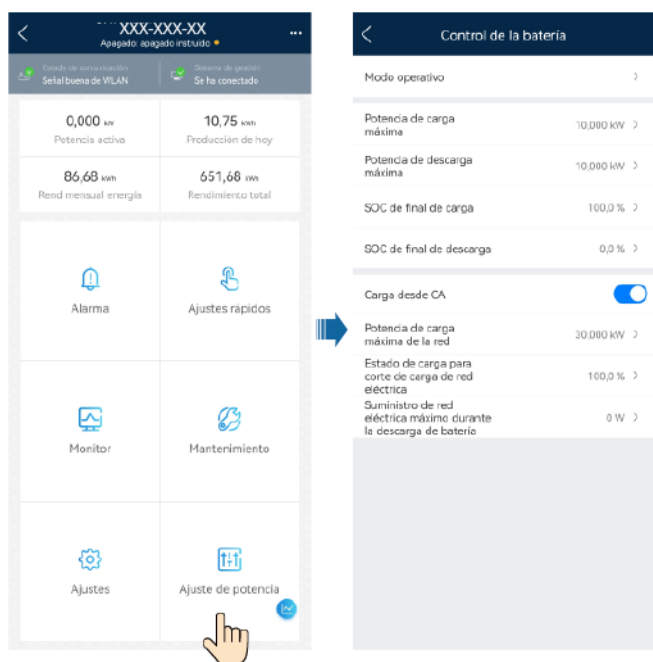 XXX-XXX-XX
Apagado: apagado instruido
Estado de comunicación
Señal buena de WLAN
Sistema de gestión
Se ha conectado
0,000 kW
Potencia activa
10,75 kWh
Producción de hoy
86,68 kWh
Rend mensual energía
651,68 kWh
Rendimiento total
Alarma
Ajustes rápidos
Monitor
Mantenimiento
Ajustes
Ajuste de potencia
Control de la batería
Modo operativo
Potencia de carga
máxima
10,000 kW
Potencia de descarga
máxima
10,000 kW
SOC de final de carga
100,0 %
SOC de final de descarga
0,0 %
Carga desde CA
Potencia de carga
máxima de la red
30,000 kW
Estado de carga para
corte de carga de red
eléctrica
100,0 %
Suministro de red
eléctrica máximo durante
la descarga de batería
0 W